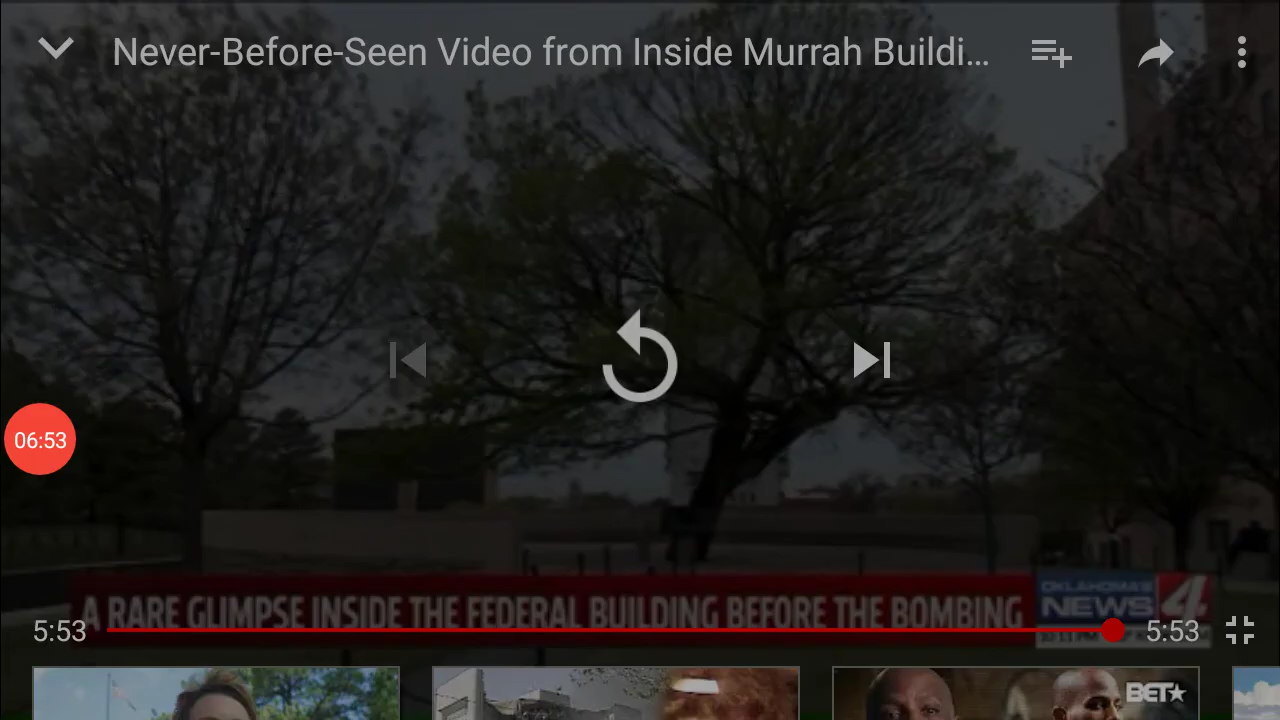 Never-Before-Seen Video from Inside Murrah Buildi...
06:53
A RARE GLIMPSE INSIDE THE FEDERAL BUILDING BEFORE THE BOMBING
OKLAHOMA'S
NEWS 4
5:53
5:53
BET